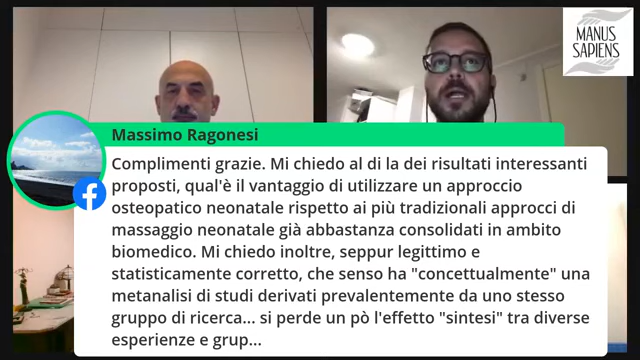 MANUS
SAPIENS
Massimo Ragonesi
Complimenti grazie. Mi chiedo al di la dei risultati interessanti
proposti, qual'è il vantaggio di utilizzare un approccio
osteopatico neonatale rispetto ai più tradizionali approcci di
massaggio neonatale già abbastanza consolidati in ambito
biomedico. Mi chiedo inoltre, seppur legittimo e
statisticamente corretto, che senso ha "concettualmente" una
metanalisi di studi derivati prevalentemente da uno stesso
gruppo di ricerca... si perde un pò l'effetto "sintesi" tra diverse
esperienze e grup...